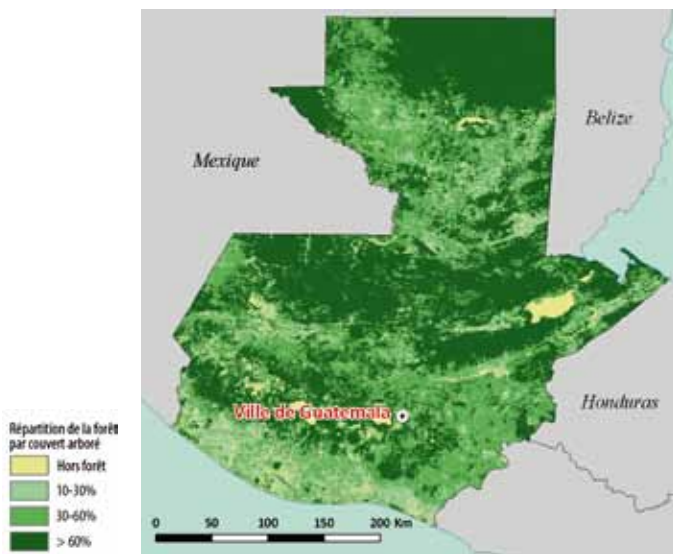 Belize
Mexique
Ville de Guatemala
Honduras
Répartition de la forêt
par couvert arboré
Hors forêt
10-30%
30-60%
> 60%
0 50 100 150 200 Km